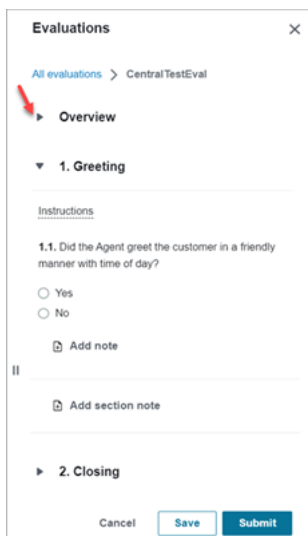 Evaluations
All evaluations > CentralTestEval
Overview
1. Greeting
Instructions
1.1. Did the Agent greet the customer in a friendly
manner with time of day?
Yes
No
Add note
Add section note
2. Closing
Cancel Save Submit